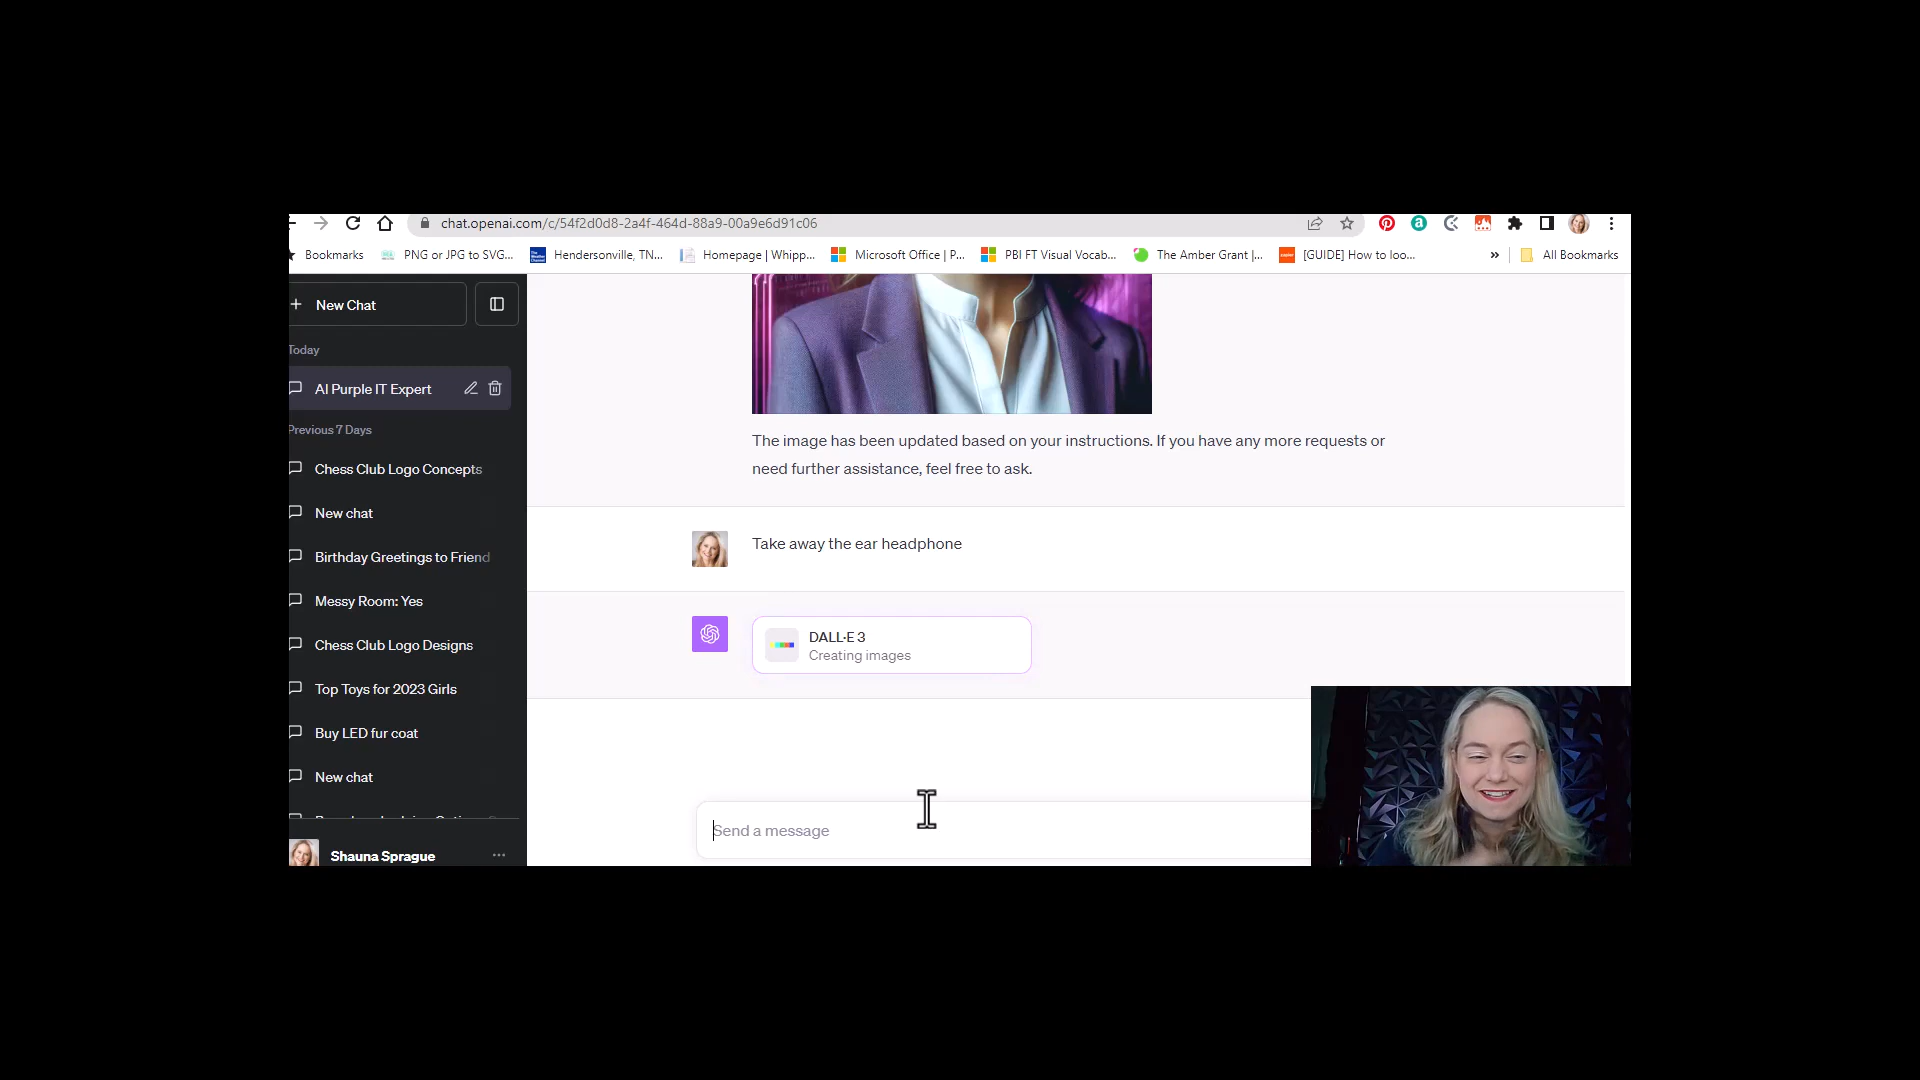 chat.openai.com/c/54f2d0d8-2a4f-464d-88a9-00a9e6d91c06
Bookmarks PNG or JPG to SVG... Hendersonville, TN... Homepage | Whipp... Microsoft Office | P... PBI FT Visual Vocab... The Amber Grant |... [GUIDE] How to loo... » All Bookmarks
New Chat
Today
AI Purple IT Expert
Previous 7 Days
Chess Club Logo Concepts
New chat
Birthday Greetings to Friend
Messy Room: Yes
Chess Club Logo Designs
Top Toys for 2023 Girls
Buy LED fur coat
New chat
Shauna Sprague
The image has been updated based on your instructions. If you have any more requests or
need further assistance, feel free to ask.
Take away the ear headphone
DALL·E 3
Creating images
Send a message